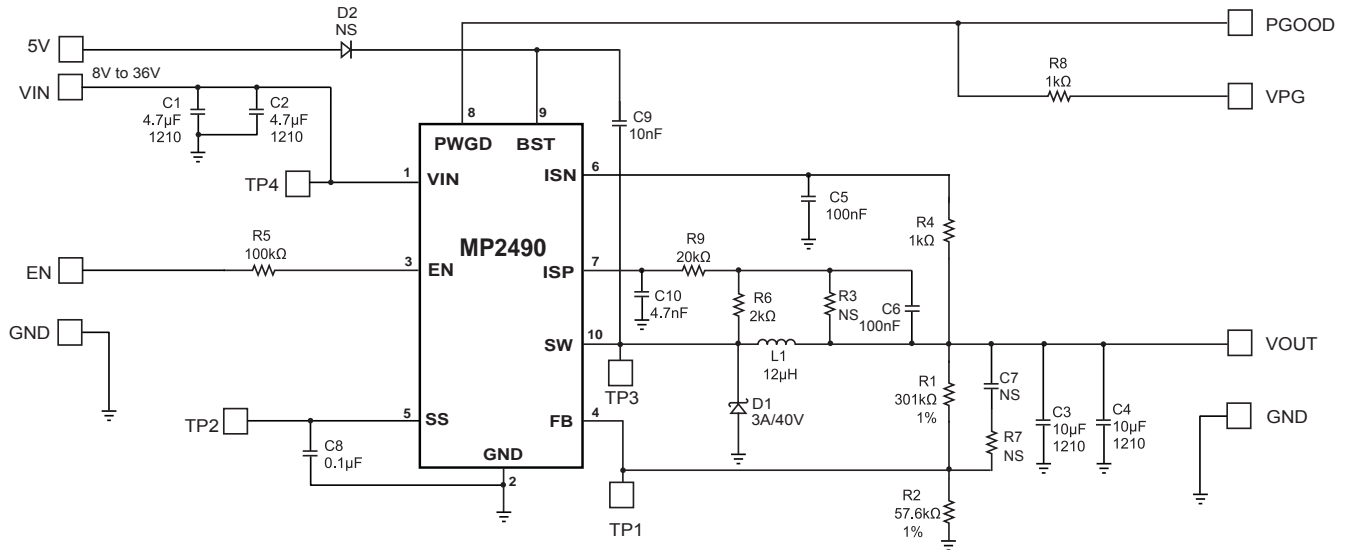 D2
NS
5V
PGOOD
VIN
8V to 36V
R8
1kΩ
VPG
C1
4.7µF
1210
C2
4.7µF
1210
8
9
C9
10nF
PWGD
BST
TP4
1
VIN
ISN
6
C5
100nF
R4
1kΩ
MP2490
R5
100kΩ
EN
3
EN
ISP
7
R9
20kΩ
C10
4.7nF
R6
2kΩ
R3
NS
C6
100nF
GND
SW
10
L1
12µH
VOUT
TP3
D1
3A/40V
R1
301kΩ
1%
C7
NS
R7
NS
C3
10µF
1210
C4
10µF
1210
GND
TP2
5
SS
FB
4
C8
0.1µF
GND
2
TP1
R2
57.6kΩ
1%